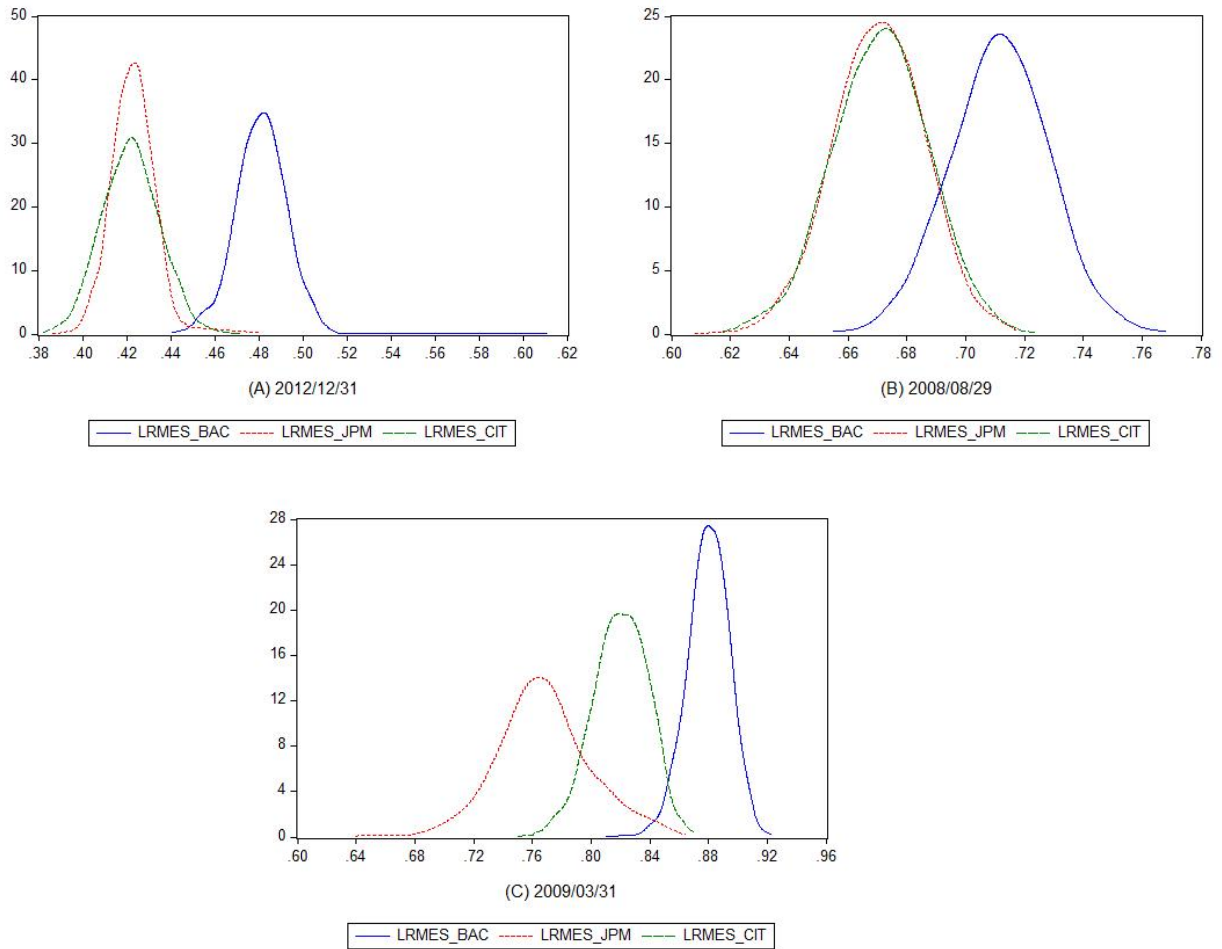 50
40
30
20
10
0
.38 .40 .42 .44 .46 .48 .50 .52 .54 .56 .58 .60 .62
(A) 2012/12/31
LRMES_BAC LRMES_JPM LRMES_CIT
25
20
15
10
5
0
.60 .62 .64 .66 .68 .70 .72 .74 .76 .78
(B) 2008/08/29
LRMES_BAC LRMES_JPM LRMES_CIT
28
24
20
16
12
8
4
0
.60 .64 .68 .72 .76 .80 .84 .88 .92 .96
(C) 2009/03/31
LRMES_BAC LRMES_JPM LRMES_CIT